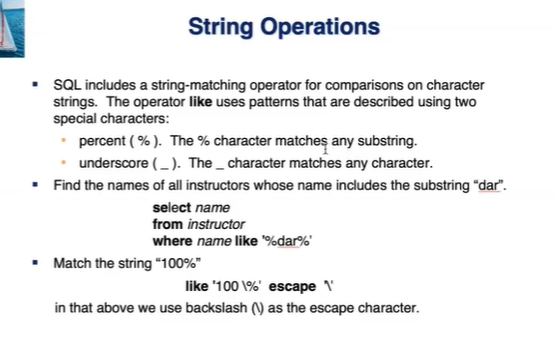 String Operations
▪ SQL includes a string-matching operator for comparisons on character
strings. The operator like uses patterns that are described using two
special characters:
• percent ( % ). The % character matches any substring.
• underscore ( _ ). The _ character matches any character.
▪ Find the names of all instructors whose name includes the substring “dar”.
select name
from instructor
where name like '%dar%'
▪ Match the string “100%”
like '100 \%' escape '\'
in that above we use backslash (\) as the escape character.